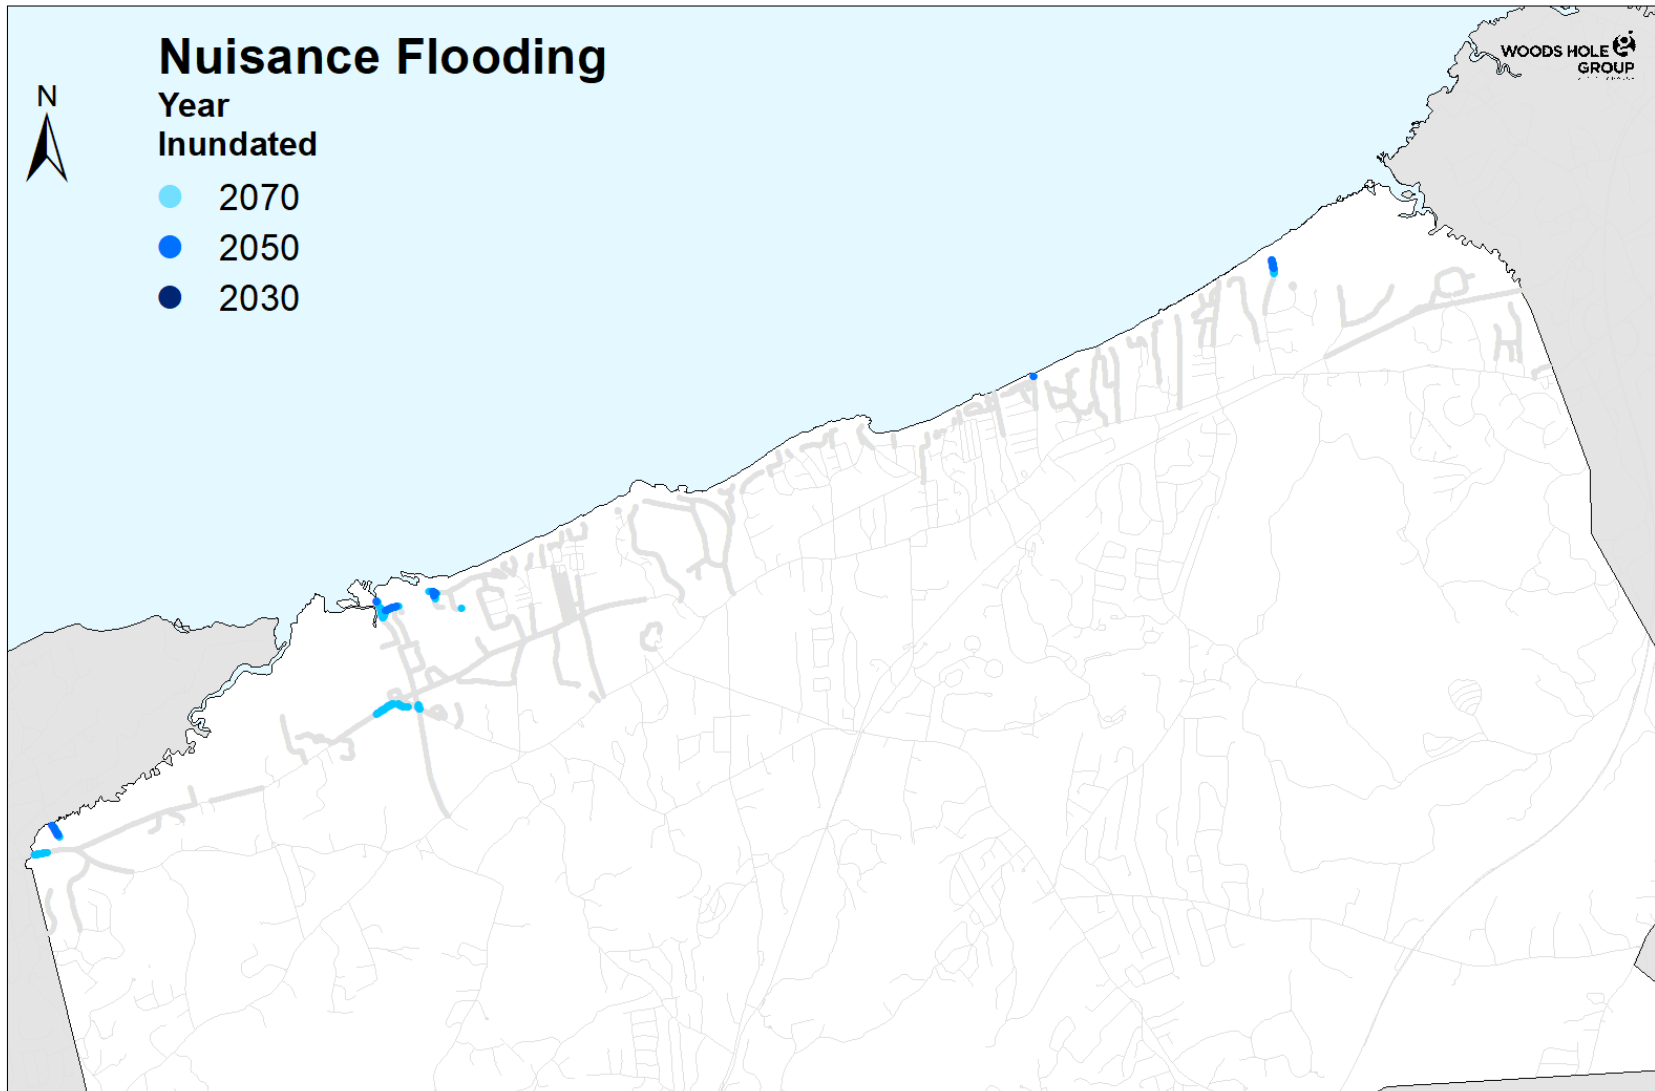 Nuisance Flooding
Year
Inundated
N
2070
2050
2030
WOODS HOLE
GROUP